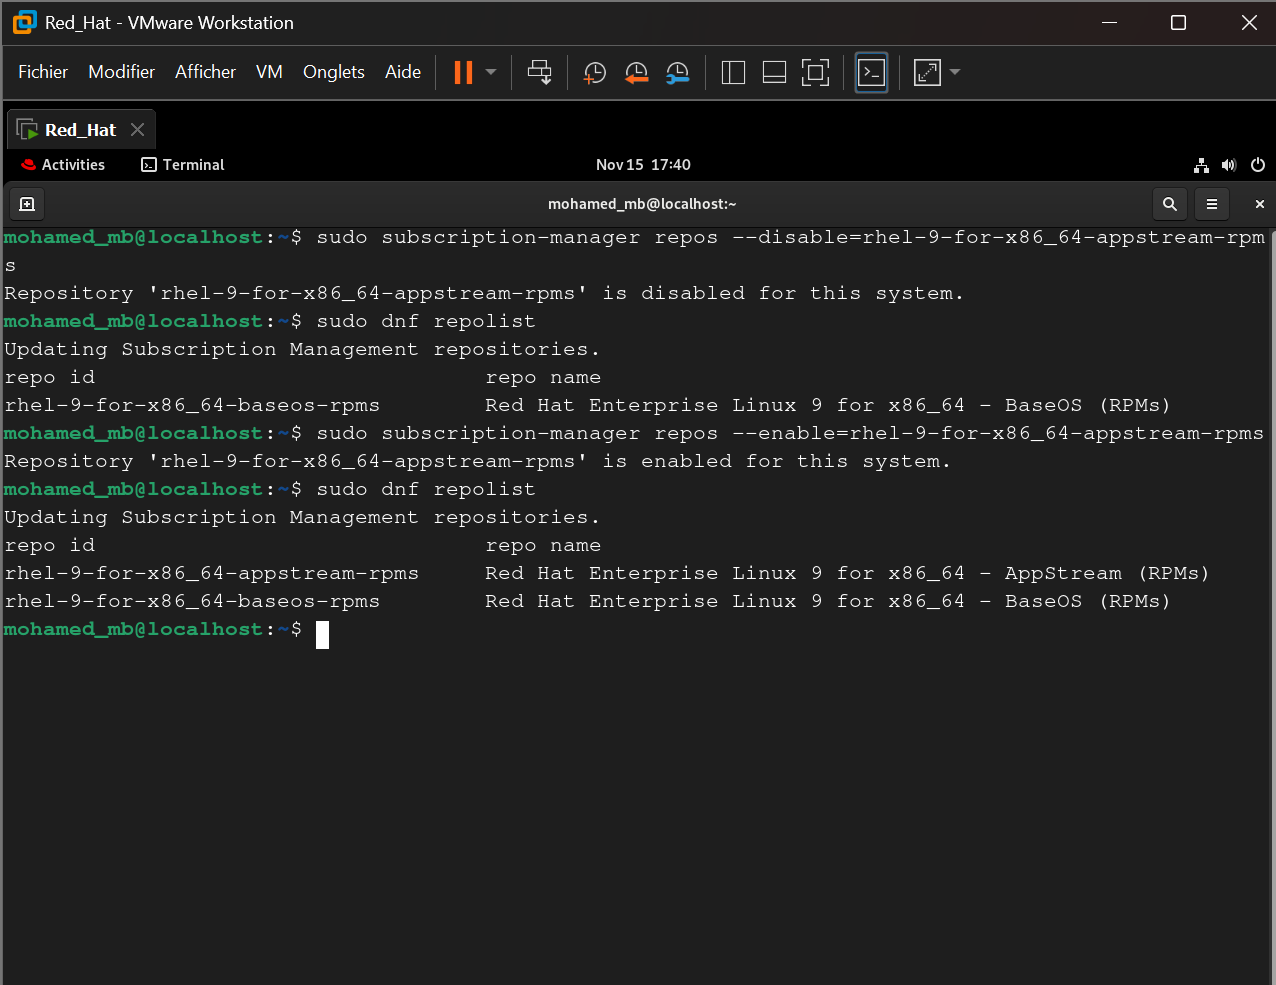 Red_Hat - VMware Workstation
Fichier Modifier Afficher VM Onglets Aide
Red_Hat
Activities Terminal Nov 15 17:40
mohamed_mb@localhost:~
mohamed_mb@localhost:~$ sudo subscription-manager repos --disable=rhel-9-for-x86_64-appstream-rpm
s
Repository 'rhel-9-for-x86_64-appstream-rpms' is disabled for this system.
mohamed_mb@localhost:~$ sudo dnf repolist
Updating Subscription Management repositories.
repo id repo name
rhel-9-for-x86_64-baseos-rpms Red Hat Enterprise Linux 9 for x86_64 - BaseOS (RPMs)
mohamed_mb@localhost:~$ sudo subscription-manager repos --enable=rhel-9-for-x86_64-appstream-rpms
Repository 'rhel-9-for-x86_64-appstream-rpms' is enabled for this system.
mohamed_mb@localhost:~$ sudo dnf repolist
Updating Subscription Management repositories.
repo id repo name
rhel-9-for-x86_64-appstream-rpms Red Hat Enterprise Linux 9 for x86_64 - AppStream (RPMs)
rhel-9-for-x86_64-baseos-rpms Red Hat Enterprise Linux 9 for x86_64 - BaseOS (RPMs)
mohamed_mb@localhost:~$